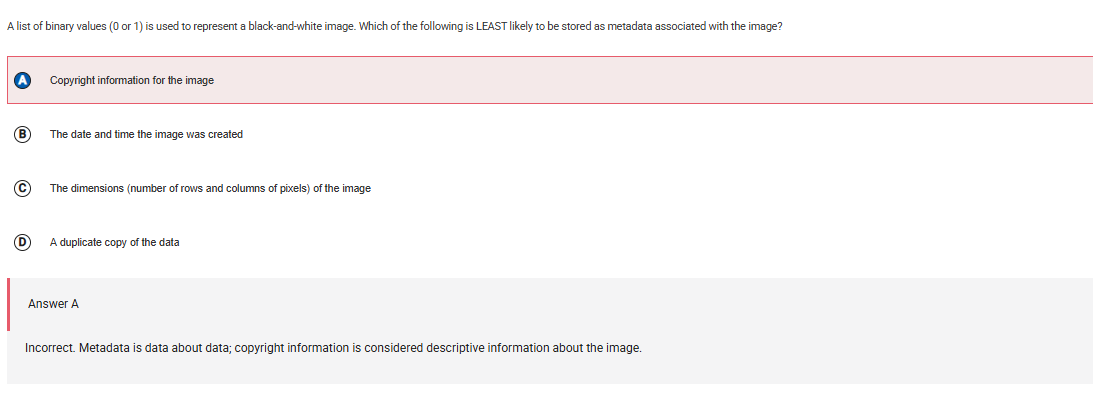 A list of binary values (0 or 1) is used to represent a black-and-white image. Which of the following is LEAST likely to be stored as metadata associated with the image?
A Copyright information for the image
B The date and time the image was created
C The dimensions (number of rows and columns of pixels) of the image
D A duplicate copy of the data
Answer A
Incorrect. Metadata is data about data; copyright information is considered descriptive information about the image.